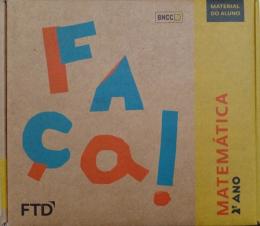 BNCC
MATERIAL
DO ALUNO
FAÇa!
MATEMÁTICA
2º ANO
FTD